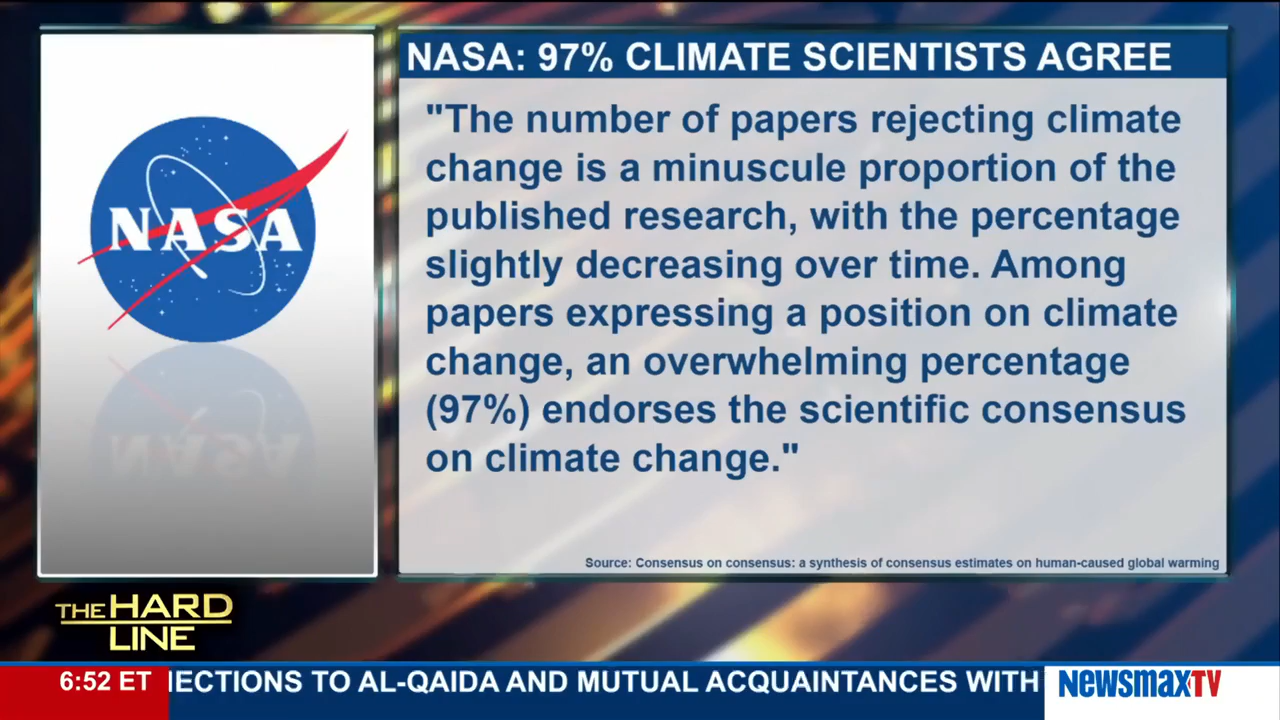 NASA
NASA: 97% CLIMATE SCIENTISTS AGREE
"The number of papers rejecting climate
change is a minuscule proportion of the
published research, with the percentage
slightly decreasing over time. Among
papers expressing a position on climate
change, an overwhelming percentage
(97%) endorses the scientific consensus
on climate change."
Source: Consensus on consensus: a synthesis of consensus estimates on human-caused global warming
THE HARD
LINE
6:52 ET
TO AL-QAIDA AND MUTUAL ACQUAINTANCES WITH
NEWSMAXTV